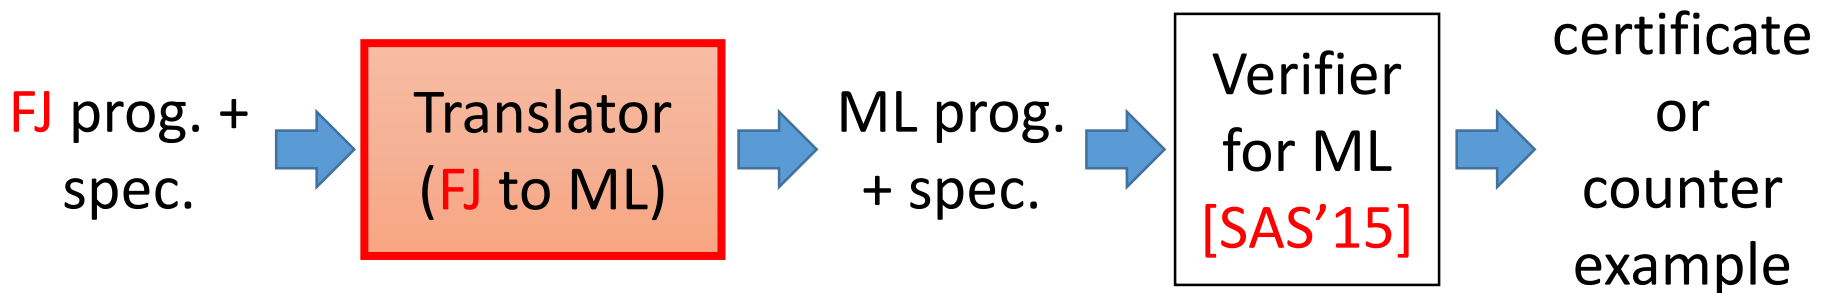 FJ prog. +
spec.
Translator
(FJ to ML)
ML prog.
+ spec.
Verifier
for ML
[SAS’15]
certificate
or
counter
example